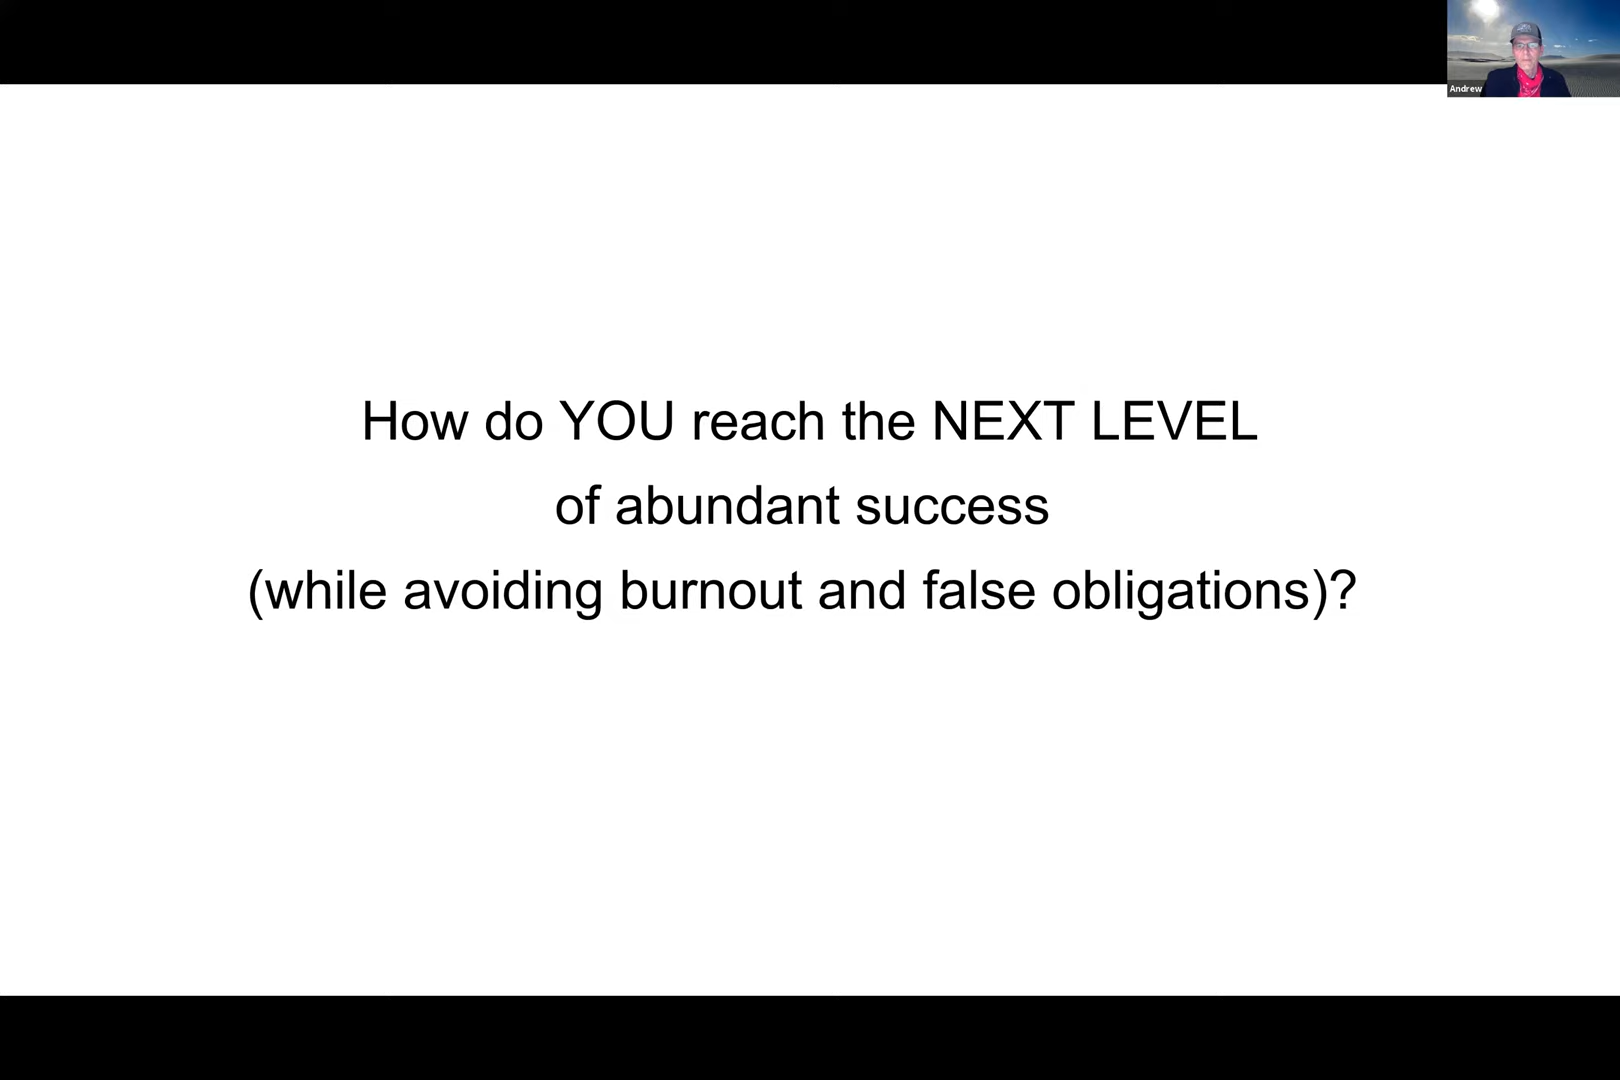 Andrew
How do YOU reach the NEXT LEVEL
of abundant success
(while avoiding burnout and false obligations)?